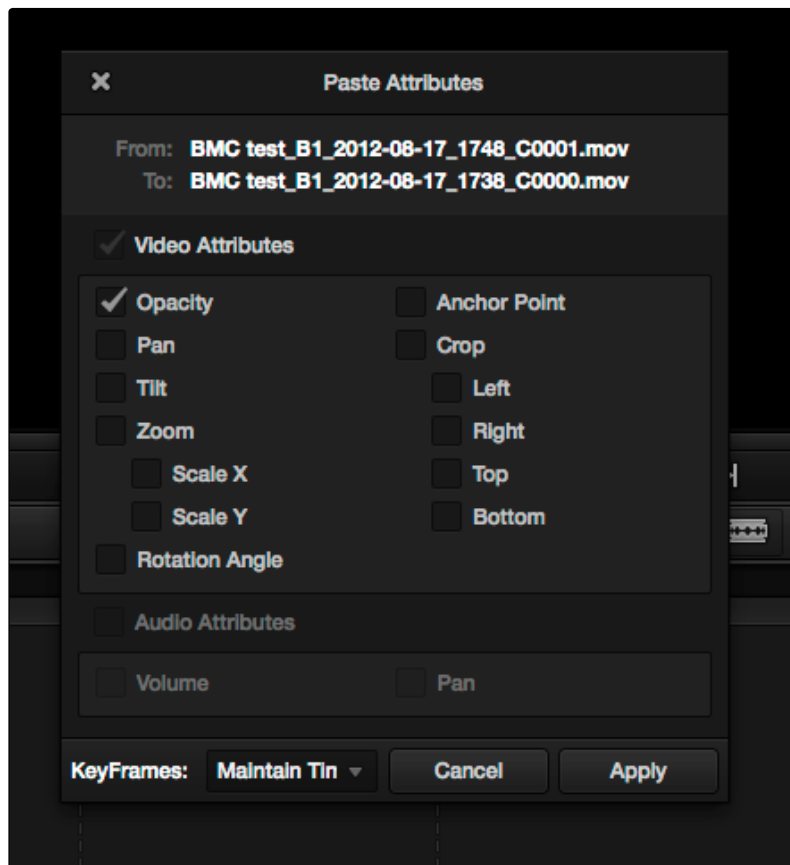 Paste Attributes
From: BMC test_B1_2012-08-17_1748_C0001.mov
To: BMC test_B1_2012-08-17_1738_C0000.mov
Video Attributes
Opacity
Anchor Point
Pan
Crop
Tilt
Left
Zoom
Right
Scale X
Top
Scale Y
Bottom
Rotation Angle
Audio Attributes
Volume
Pan
KeyFrames: Maintain Tin Cancel Apply